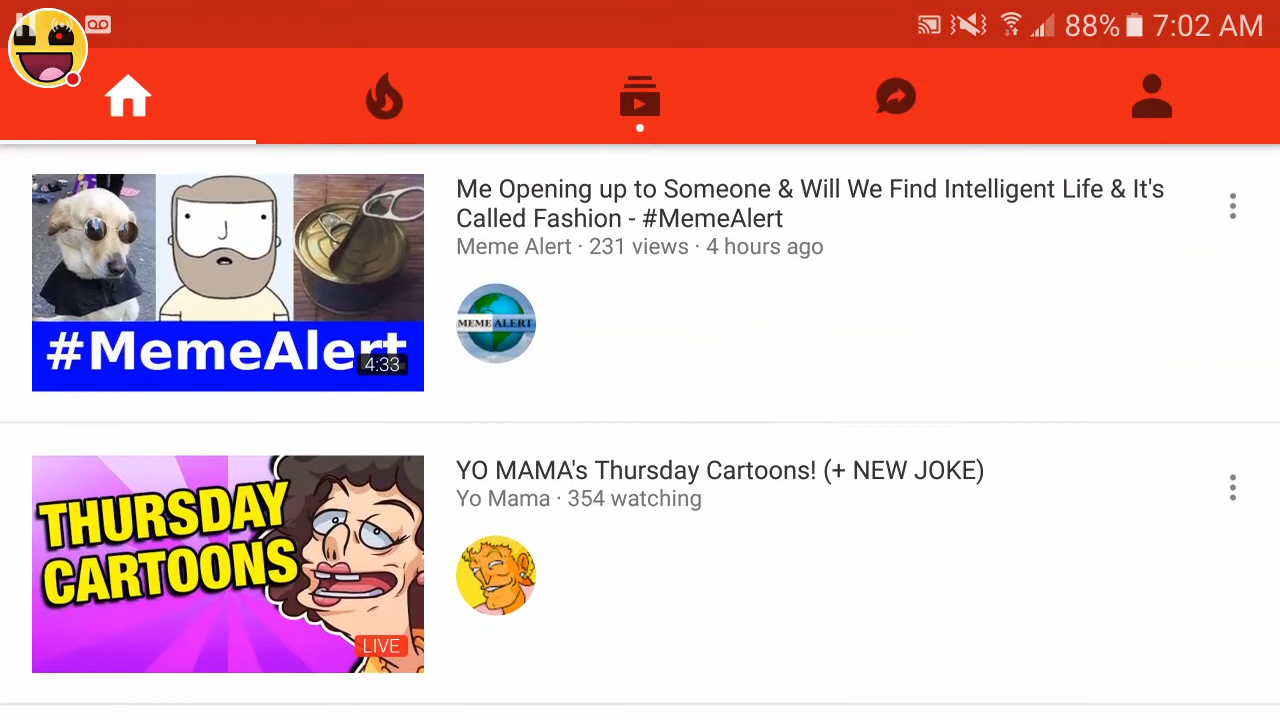 88% 7:02 AM
Me Opening up to Someone & Will We Find Intelligent Life & It's
Called Fashion - #MemeAlert
Meme Alert · 231 views · 4 hours ago
MEME ALERT
#MemeAlert
4:33
YO MAMA's Thursday Cartoons! (+ NEW JOKE)
Yo Mama · 354 watching
THURSDAY
CARTOONS
LIVE